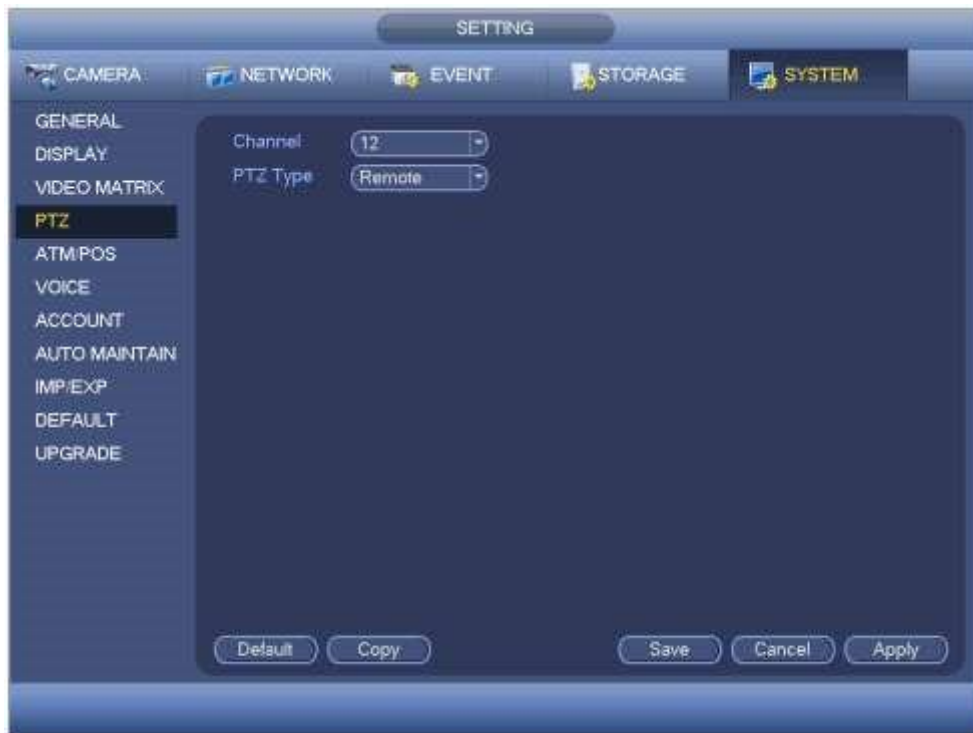 SETTING
CAMERA NETWORK EVENT STORAGE SYSTEM
GENERAL
DISPLAY
VIDEO MATRIX
PTZ
ATM/POS
VOICE
ACCOUNT
AUTO MAINTAIN
IMP/EXP
DEFAULT
UPGRADE
Channel 12
PTZ Type Remote
Default Copy Save Cancel Apply